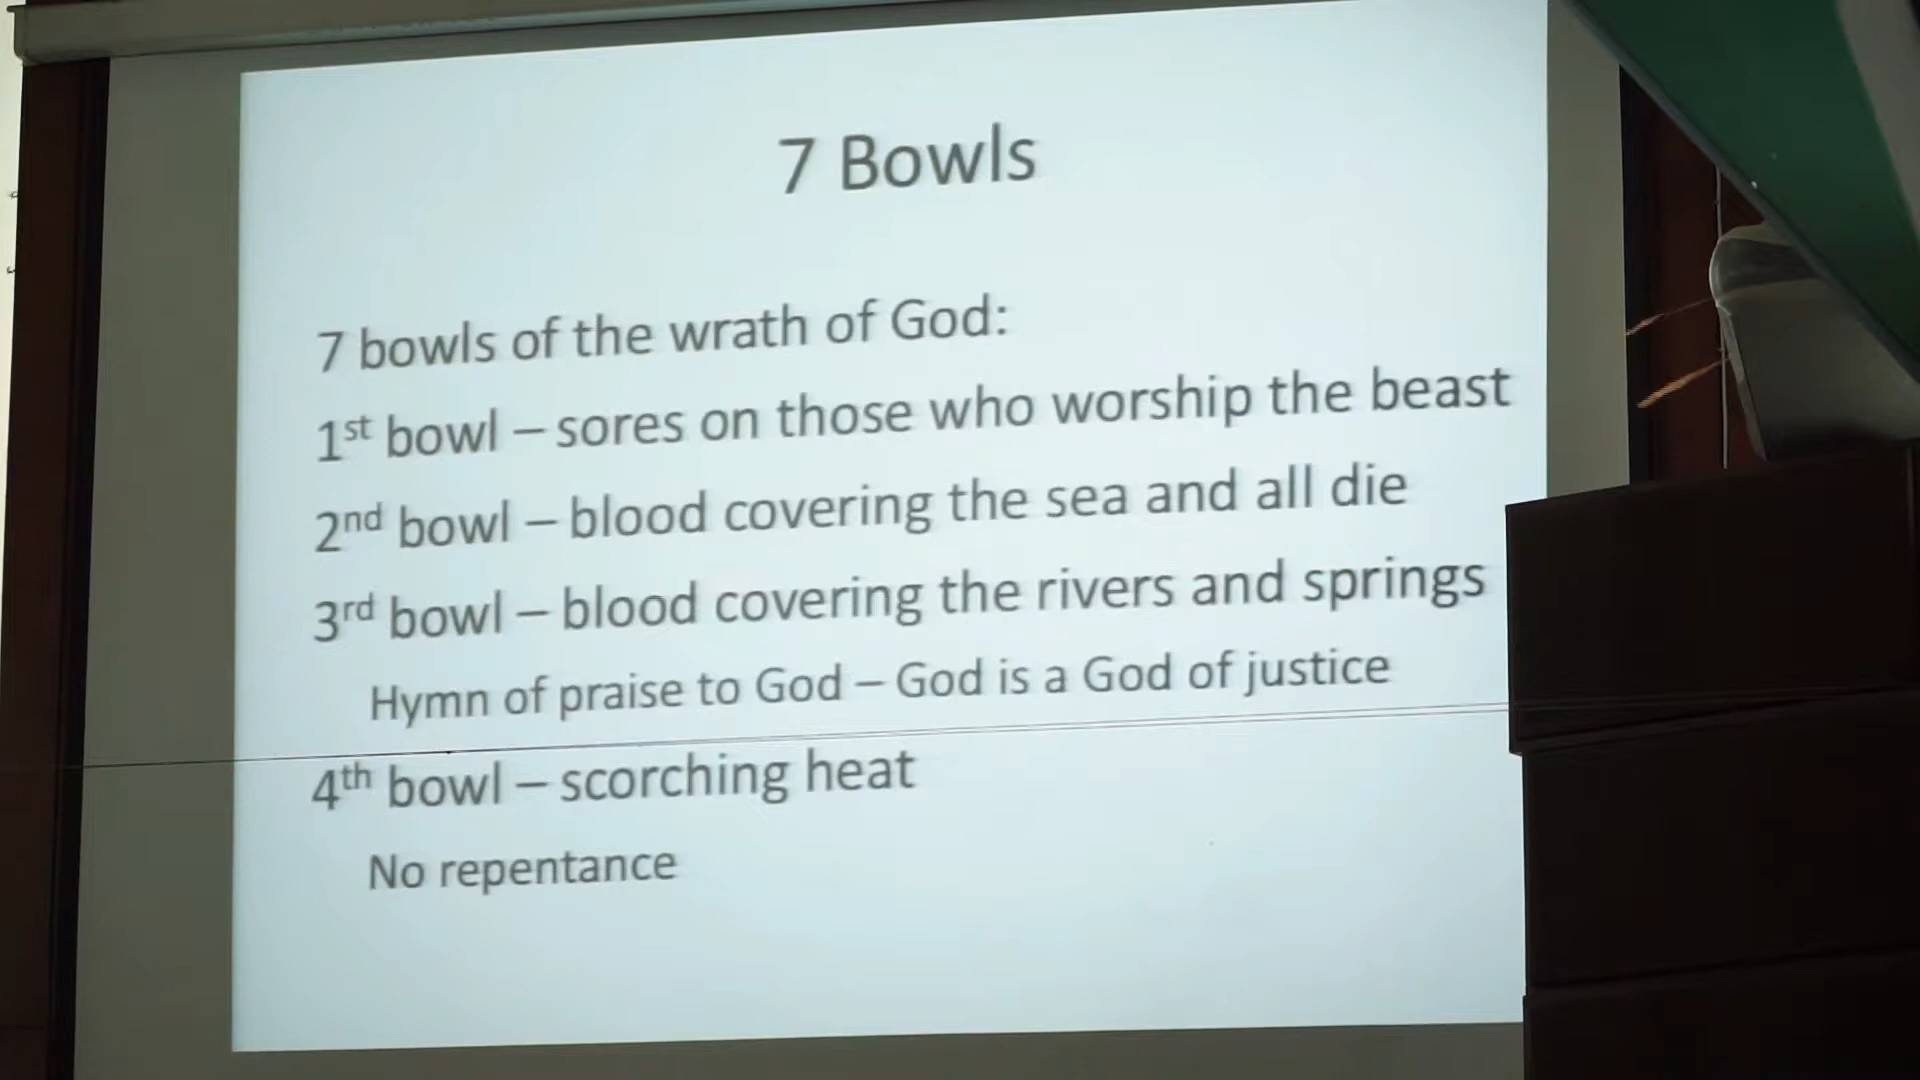 7 Bowls
7 bowls of the wrath of God:
1st bowl – sores on those who worship the beast
2nd bowl – blood covering the sea and all die
3rd bowl – blood covering the rivers and springs
Hymn of praise to God – God is a God of justice
4th bowl – scorching heat
No repentance